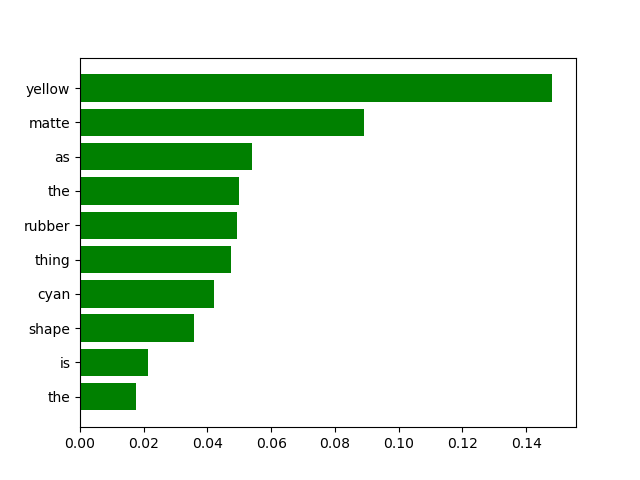 yellow
matte
as
the
rubber
thing
cyan
shape
is
the
0.00 0.02 0.04 0.06 0.08 0.10 0.12 0.14